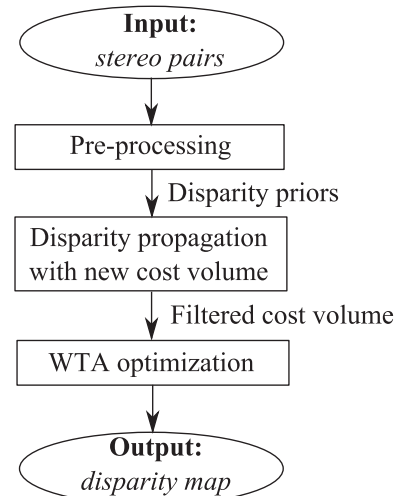 Input:
stereo pairs
Pre-processing
Disparity priors
Disparity propagation
with new cost volume
Filtered cost volume
WTA optimization
Output:
disparity map